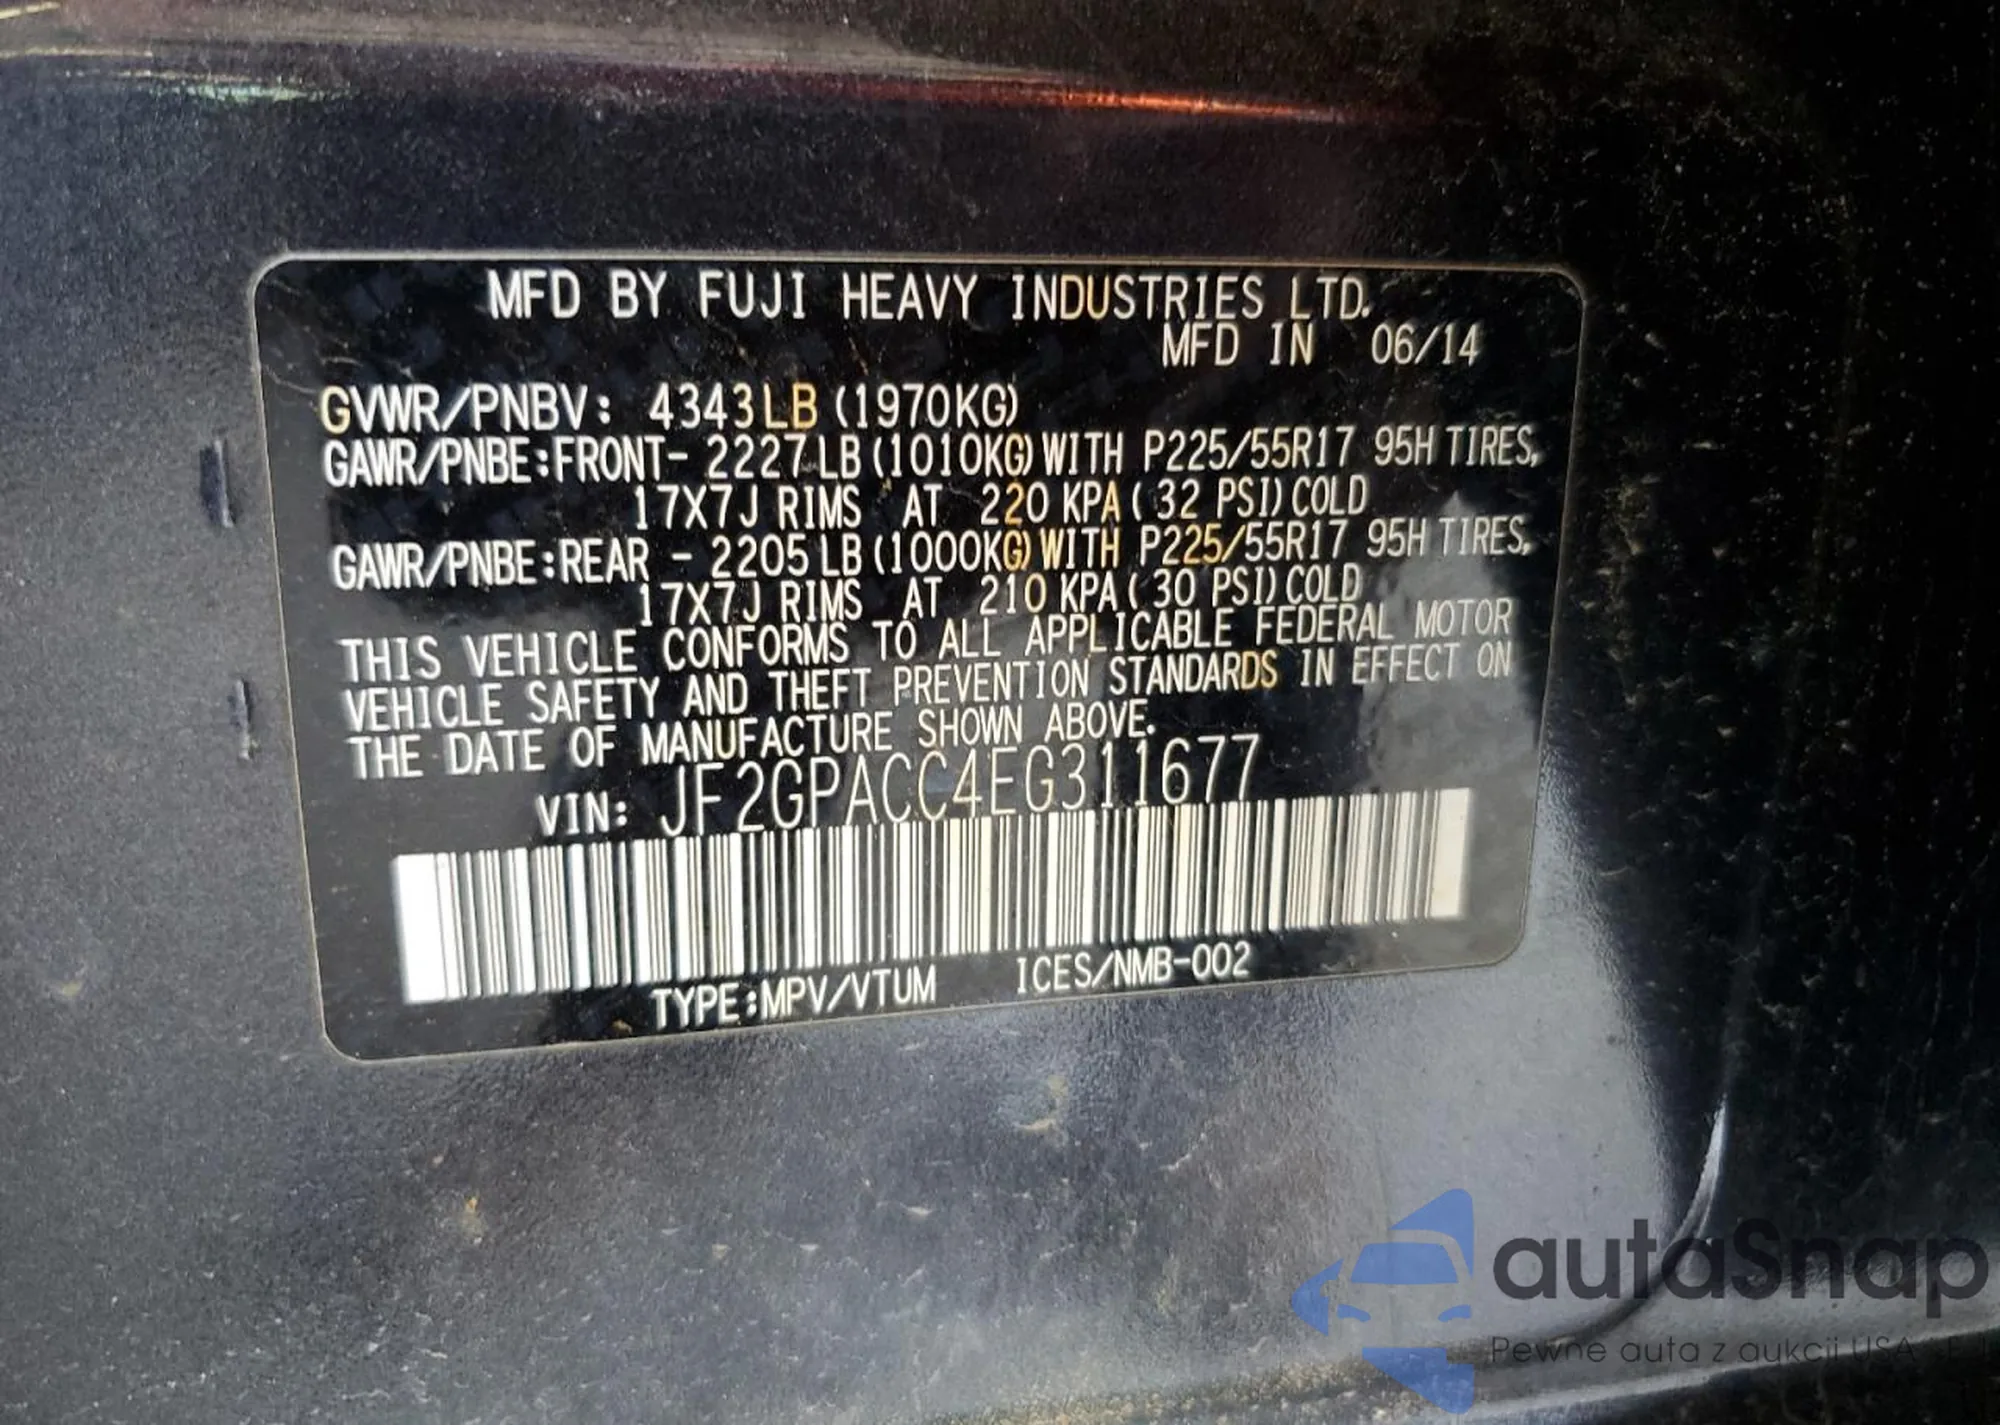 MFD BY FUJI HEAVY INDUSTRIES LTD.
MFD IN 06/14
GVWR/PNBV: 4343LB (1970KG)
GAWR/PNBE:FRONT- 2227LB (1010KG) WITH P225/55R17 95H TIRES,
17X7J RIMS AT 220 KPA ( 32 PSI) COLD
GAWR/PNBE:REAR - 2205LB (1000KG) WITH P225/55R17 95H TIRES,
17X7J RIMS AT 210 KPA ( 30 PSI) COLD
THIS VEHICLE CONFORMS TO ALL APPLICABLE FEDERAL MOTOR
VEHICLE SAFETY AND THEFT PREVENTION STANDARDS IN EFFECT ON
THE DATE OF MANUFACTURE SHOWN ABOVE.
VIN: JF2GPACC4EG311677
TYPE:MPV/VTUM ICES/NMB-002
autaSnap
Pewne auta z aukcji USA